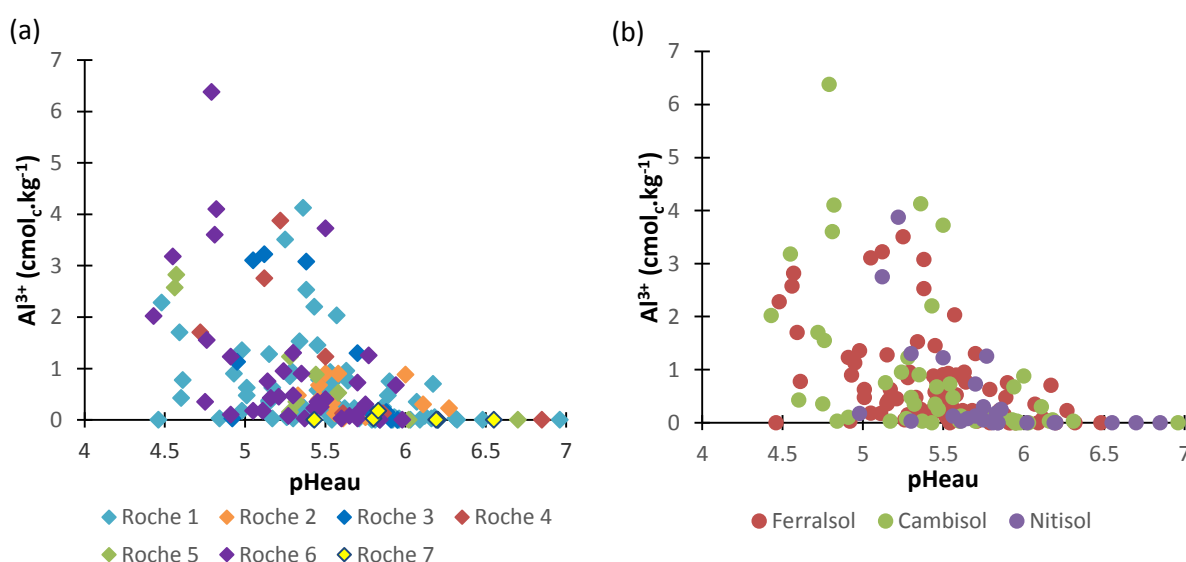 (a)
7
6
5
4
3
2
1
0
Al³⁺ (cmolc.kg⁻¹)
4 4.5 5 5.5 6 6.5 7
pHeau
Roche 1 Roche 2 Roche 3 Roche 4
Roche 5 Roche 6 Roche 7
(b)
7
6
5
4
3
2
1
0
Al³⁺ (cmolc.kg⁻¹)
4 4.5 5 5.5 6 6.5 7
pHeau
Ferralsol Cambisol Nitisol